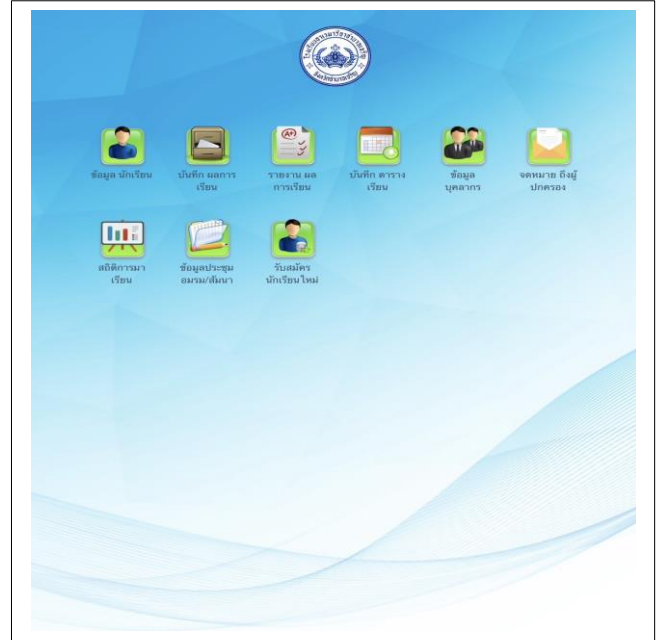 ข้อมูล นักเรียน
บันทึก ผลการ
เรียน
รายงาน ผล
การเรียน
บันทึก ตาราง
เรียน
ข้อมูล
บุคลากร
จดหมาย ถึงผู้
ปกครอง
สถิติการมา
เรียน
ข้อมูลประชุม
อมรม/สัมนา
รับสมัคร
นักเรียน ใหม่